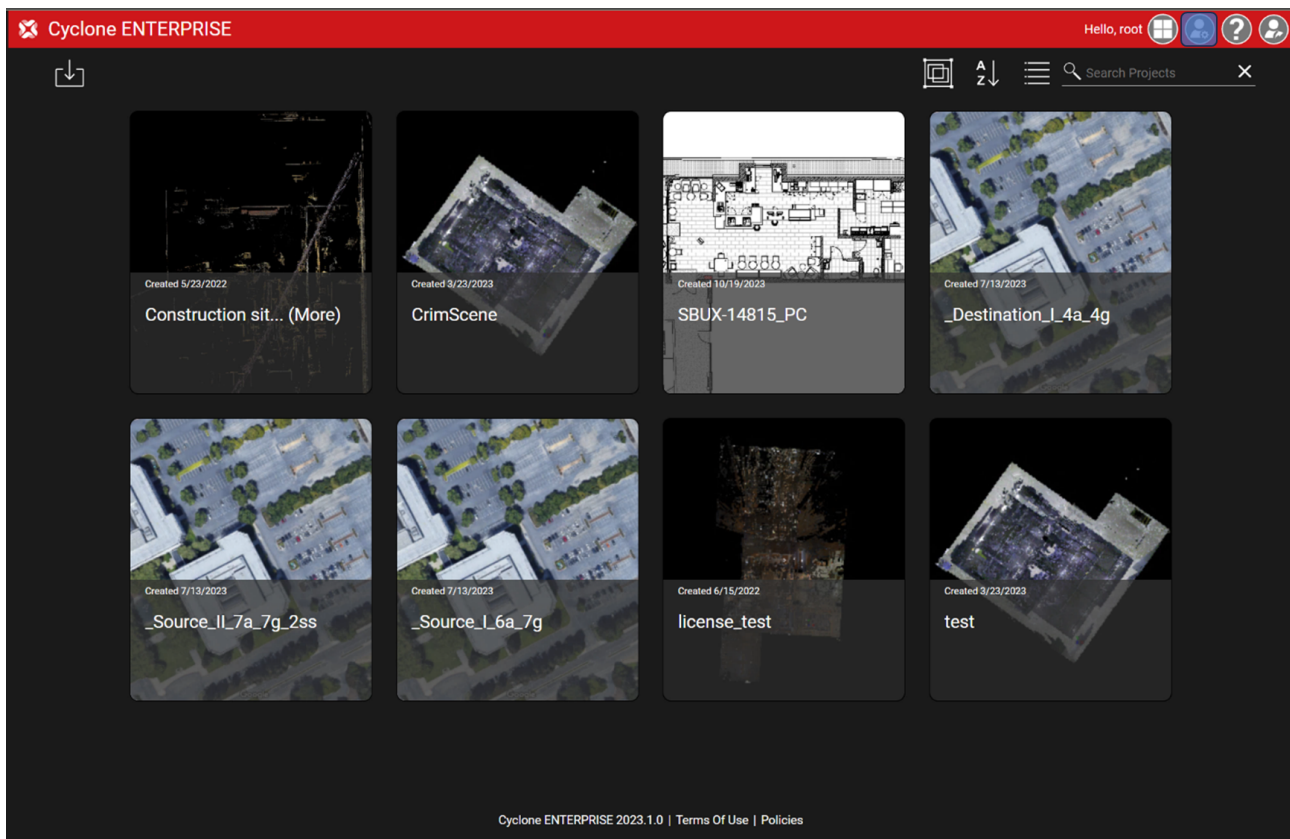 Cyclone ENTERPRISE
Hello, root
A
Z
Search Projects
Created 5/23/2022
Construction sit... (More)
Created 3/23/2023
CrimScene
Created 10/19/2023
SBUX-14815_PC
Created 7/13/2023
_Destination_I_4a_4g
Created 7/13/2023
_Source_II_7a_7g_2ss
Created 7/13/2023
_Source_I_6a_7g
Created 6/15/2022
license_test
Created 3/23/2023
test
Cyclone ENTERPRISE 2023.1.0 | Terms Of Use | Policies